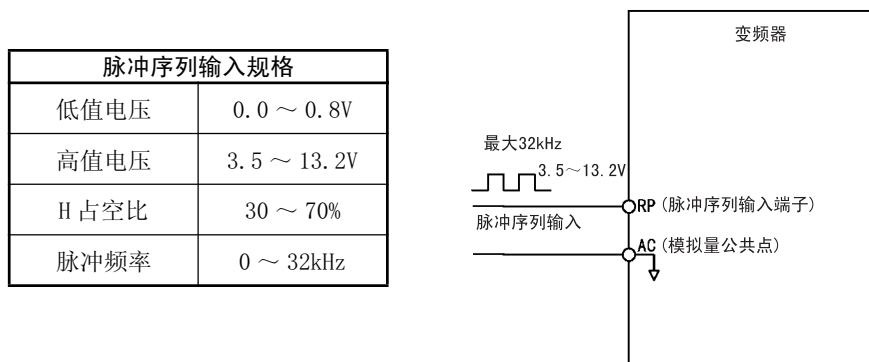 脉冲序列输入规格
低值电压 0.0～0.8V
高值电压 3.5～13.2V
H占空比 30～70%
脉冲频率 0～32kHz
变频器
最大32kHz
3.5～13.2V
RP (脉冲序列输入端子)
脉冲序列输入
AC (模拟量公共点)